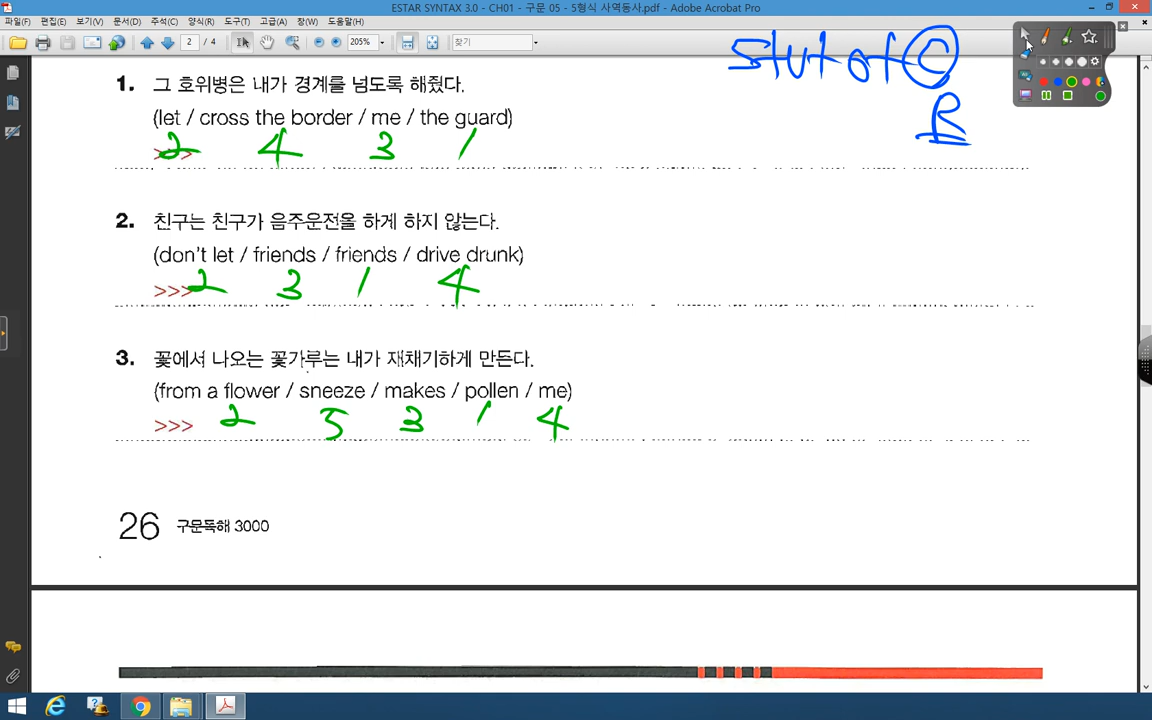 ESTAR SYNTAX 3.0 - CH01 - 구문 05 - 5형식 사역동사.pdf - Adobe Acrobat Pro
파일(F) 편집(E) 보기(V) 문서(D) 주석(C) 양식(R) 도구(T) 고급(A) 창(W) 도움말(H)
2 / 4 205% 찾기
S+V+O+ⓒ
R
1. 그 호위병은 내가 경계를 넘도록 해줬다.
(let / cross the border / me / the guard)
>>> 2 4 3 1
2. 친구는 친구가 음주운전을 하게 하지 않는다.
(don't let / friends / friends / drive drunk)
>>> 2 3 1 4
3. 꽃에서 나오는 꽃가루는 내가 재채기하게 만든다.
(from a flower / sneeze / makes / pollen / me)
>>> 2 5 3 1 4
26 구문독해 3000